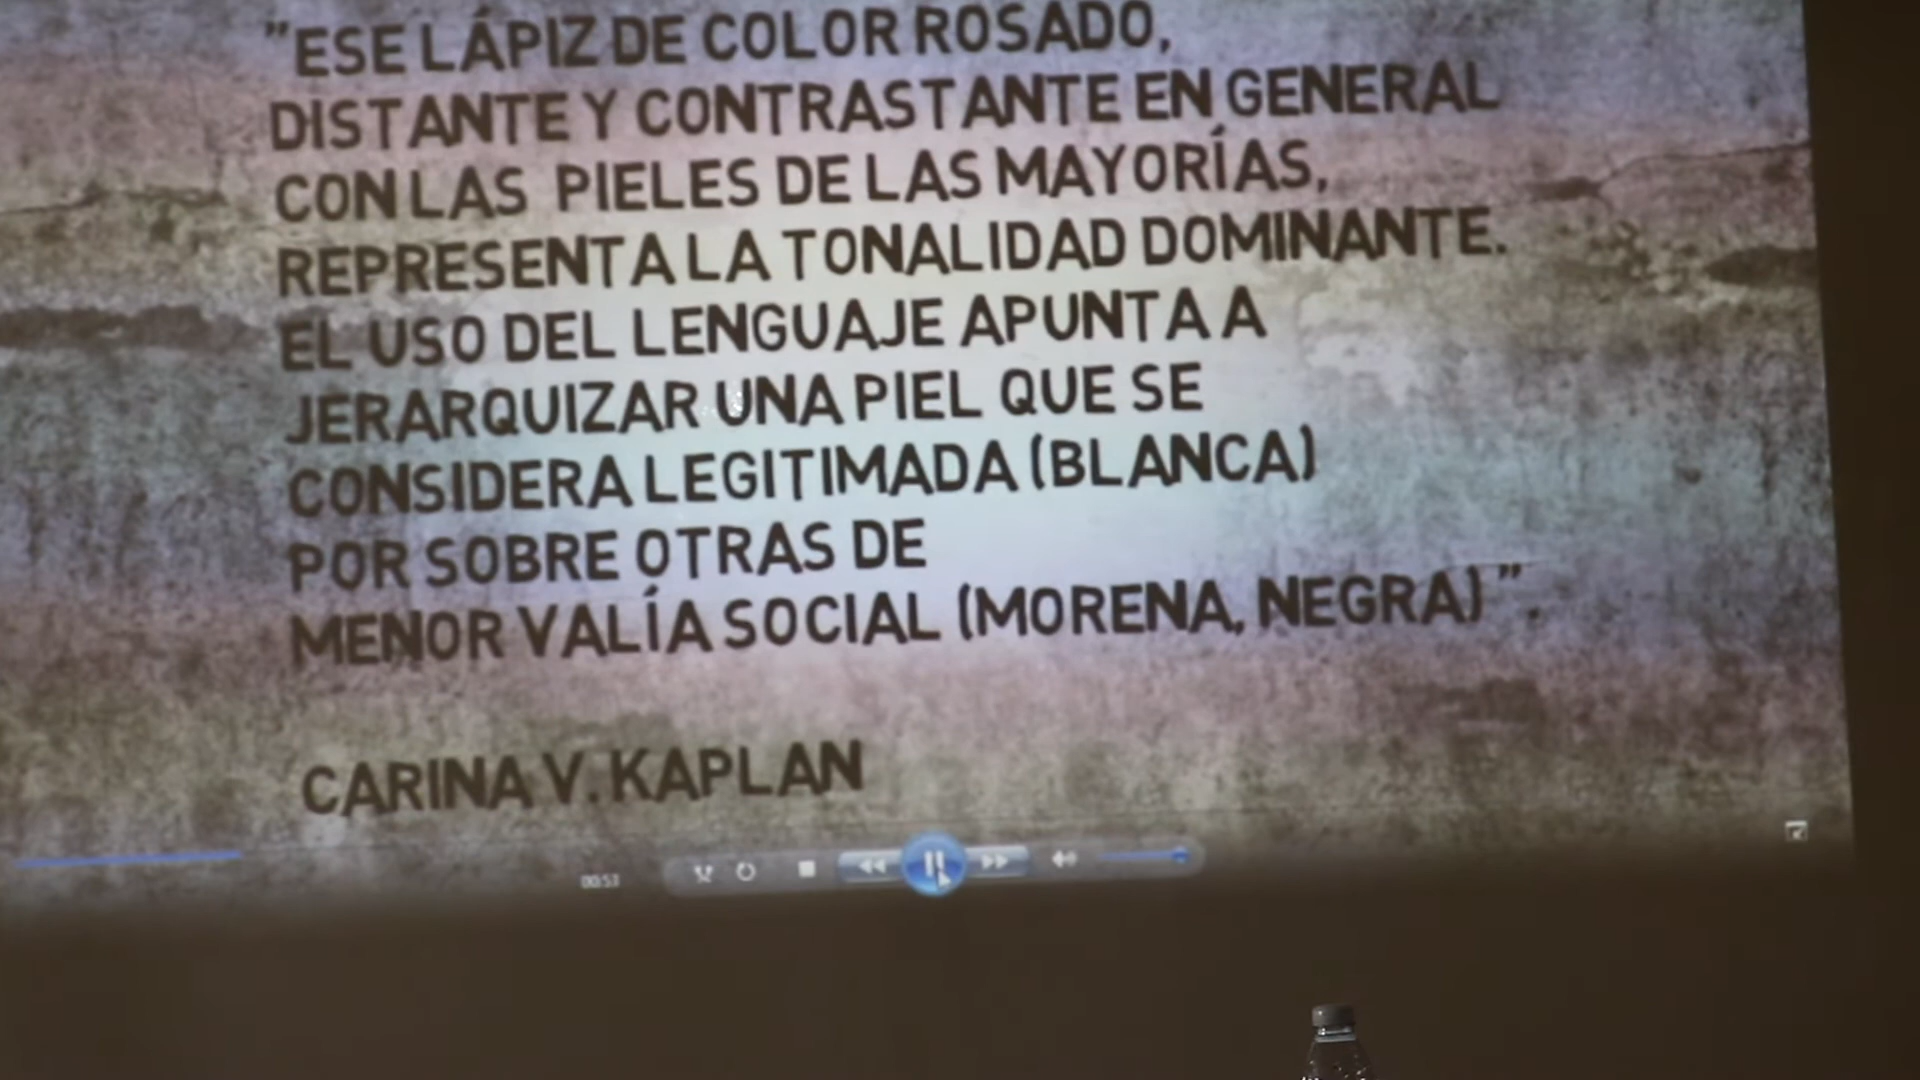 "ESE LÁPIZ DE COLOR ROSADO,
DISTANTE Y CONTRASTANTE EN GENERAL
CON LAS PIELES DE LAS MAYORÍAS,
REPRESENTA LA TONALIDAD DOMINANTE.
EL USO DEL LENGUAJE APUNTA A
JERARQUIZAR UNA PIEL QUE SE
CONSIDERA LEGITIMADA (BLANCA)
POR SOBRE OTRAS DE
MENOR VALÍA SOCIAL (MORENA, NEGRA)".
CARINA V. KAPLAN
00:53